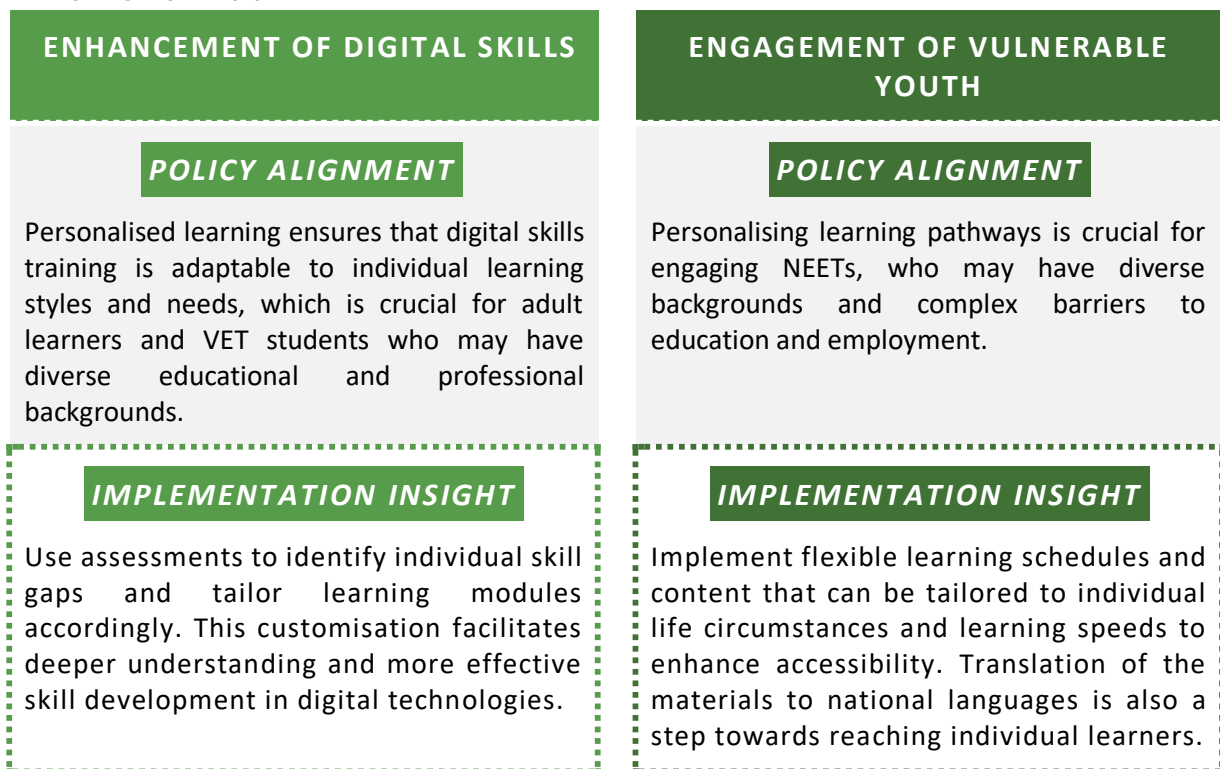 ENHANCEMENT OF DIGITAL SKILLS
POLICY ALIGNMENT
Personalised learning ensures that digital skills
training is adaptable to individual learning
styles and needs, which is crucial for adult
learners and VET students who may have
diverse educational and professional
backgrounds.
IMPLEMENTATION INSIGHT
Use assessments to identify individual skill
gaps and tailor learning modules
accordingly. This customisation facilitates
deeper understanding and more effective
skill development in digital technologies.
ENGAGEMENT OF VULNERABLE
YOUTH
POLICY ALIGNMENT
Personalising learning pathways is crucial for
engaging NEETs, who may have diverse
backgrounds and complex barriers to
education and employment.
IMPLEMENTATION INSIGHT
Implement flexible learning schedules and
content that can be tailored to individual
life circumstances and learning speeds to
enhance accessibility. Translation of the
materials to national languages is also a
step towards reaching individual learners.